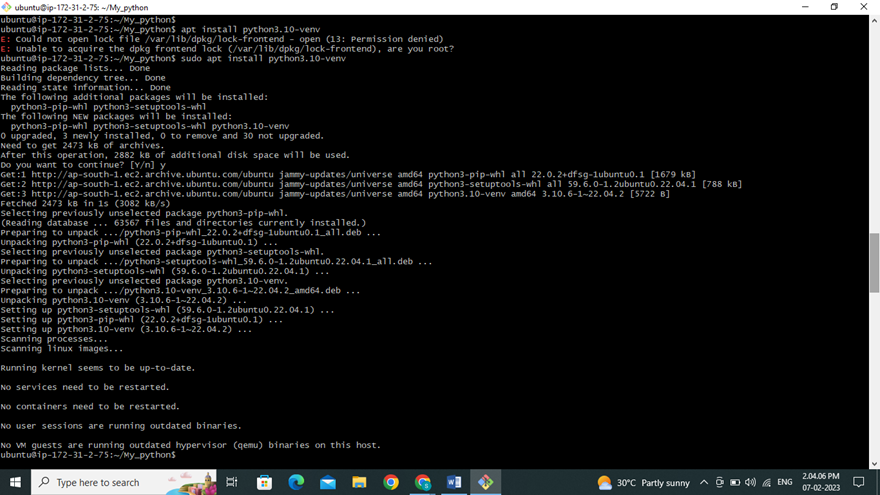 ubuntu@ip-172-31-2-75: ~/My_python
ubuntu@ip-172-31-2-75:~/My_python$
ubuntu@ip-172-31-2-75:~/My_python$ apt install python3.10-venv
E: Could not open lock file /var/lib/dpkg/lock-frontend - open (13: Permission denied)
E: Unable to acquire the dpkg frontend lock (/var/lib/dpkg/lock-frontend), are you root?
ubuntu@ip-172-31-2-75:~/My_python$ sudo apt install python3.10-venv
Reading package lists... Done
Building dependency tree... Done
Reading state information... Done
The following additional packages will be installed:
  python3-pip-whl python3-setuptools-whl
The following NEW packages will be installed:
  python3-pip-whl python3-setuptools-whl python3.10-venv
0 upgraded, 3 newly installed, 0 to remove and 30 not upgraded.
Need to get 2473 kB of archives.
After this operation, 2882 kB of additional disk space will be used.
Do you want to continue? [Y/n] y
Get:1 http://ap-south-1.ec2.archive.ubuntu.com/ubuntu jammy-updates/universe amd64 python3-pip-whl all 22.0.2+dfsg-1ubuntu0.1 [1679 kB]
Get:2 http://ap-south-1.ec2.archive.ubuntu.com/ubuntu jammy-updates/universe amd64 python3-setuptools-whl all 59.6.0-1.2ubuntu0.22.04.1 [788 kB]
Get:3 http://ap-south-1.ec2.archive.ubuntu.com/ubuntu jammy-updates/universe amd64 python3.10-venv amd64 3.10.6-1~22.04.2 [5722 B]
Fetched 2473 kB in 1s (3082 kB/s)
Selecting previously unselected package python3-pip-whl.
(Reading database ... 63567 files and directories currently installed.)
Preparing to unpack .../python3-pip-whl_22.0.2+dfsg-1ubuntu0.1_all.deb ...
Unpacking python3-pip-whl (22.0.2+dfsg-1ubuntu0.1) ...
Selecting previously unselected package python3-setuptools-whl.
Preparing to unpack .../python3-setuptools-whl_59.6.0-1.2ubuntu0.22.04.1_all.deb ...
Unpacking python3-setuptools-whl (59.6.0-1.2ubuntu0.22.04.1) ...
Selecting previously unselected package python3.10-venv.
Preparing to unpack .../python3.10-venv_3.10.6-1~22.04.2_amd64.deb ...
Unpacking python3.10-venv (3.10.6-1~22.04.2) ...
Setting up python3-setuptools-whl (59.6.0-1.2ubuntu0.22.04.1) ...
Setting up python3-pip-whl (22.0.2+dfsg-1ubuntu0.1) ...
Setting up python3.10-venv (3.10.6-1~22.04.2) ...
Scanning processes...
Scanning linux images...
Running kernel seems to be up-to-date.
No services need to be restarted.
No containers need to be restarted.
No user sessions are running outdated binaries.
No VM guests are running outdated hypervisor (qemu) binaries on this host.
ubuntu@ip-172-31-2-75:~/My_python$
Type here to search
30°C Partly sunny
ENG
2.04.06 PM
07-02-2023